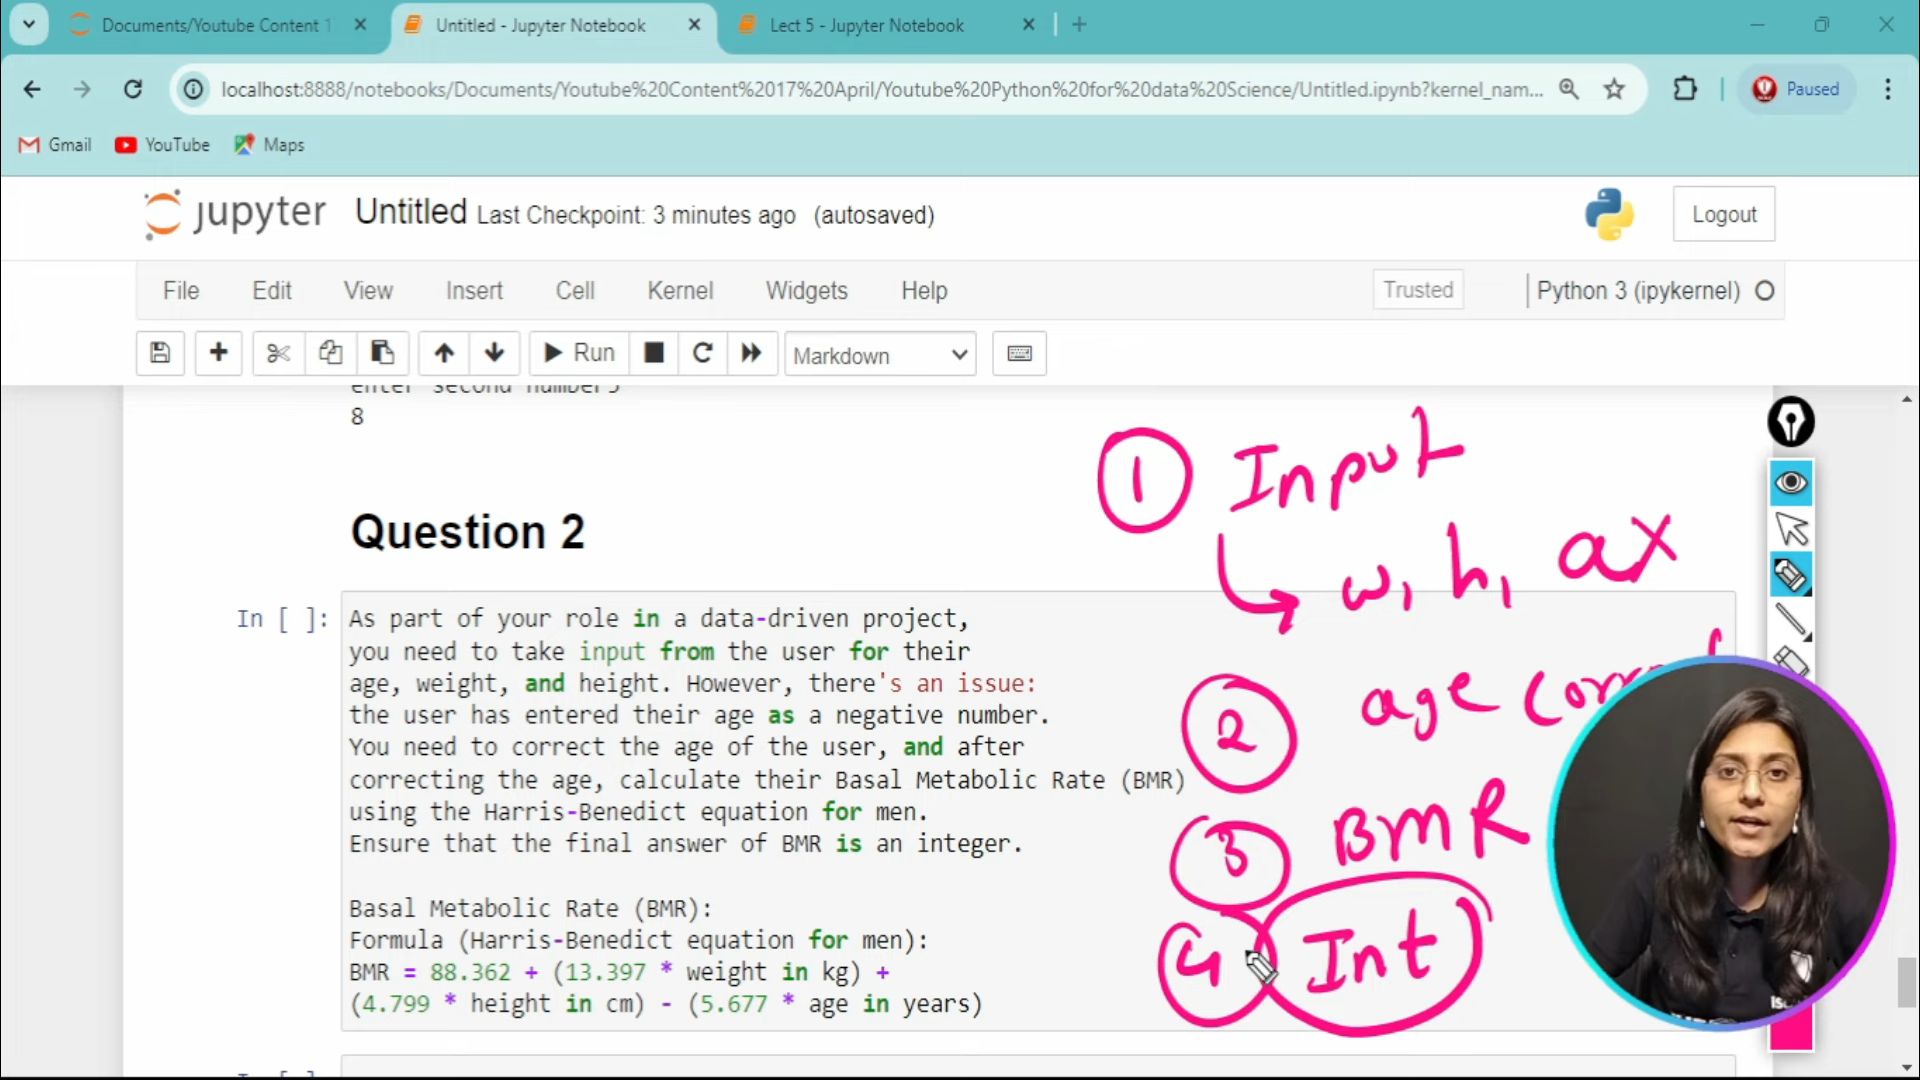 Documents/Youtube Content 1
Untitled - Jupyter Notebook
Lect 5 - Jupyter Notebook
localhost:8888/notebooks/Documents/Youtube%20Content%2017%20April/Youtube%20Python%20for%20data%20Science/Untitled.ipynb?kernel_nam...
Paused
Gmail
YouTube
Maps
jupyter
Untitled Last Checkpoint: 3 minutes ago (autosaved)
Logout
File Edit View Insert Cell Kernel Widgets Help
Trusted
Python 3 (ipykernel)
Run
Markdown
enter second number5
8
1 Input
w, h, a
Question 2
In [ ]:
As part of your role in a data-driven project,
you need to take input from the user for their
age, weight, and height. However, there's an issue:
the user has entered their age as a negative number.
You need to correct the age of the user, and after
correcting the age, calculate their Basal Metabolic Rate (BMR)
using the Harris-Benedict equation for men.
Ensure that the final answer of BMR is an integer.
Basal Metabolic Rate (BMR):
Formula (Harris-Benedict equation for men):
BMR = 88.362 + (13.397 * weight in kg) +
(4.799 * height in cm) - (5.677 * age in years)
2 age
3 BMR
4 Int
In [ ]: